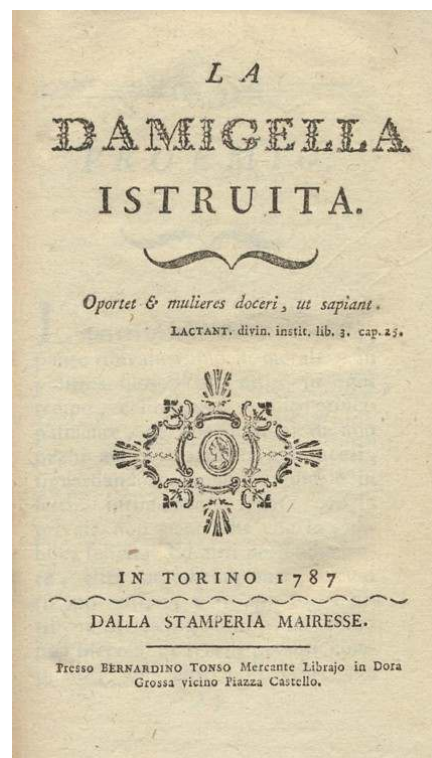 LA
DAMIGELLA
ISTRUITA.
Oportet & mulieres doceri, ut sapiant.
LACTANT. divin. instit. lib. 3. cap. 25.
IN TORINO 1787
DALLA STAMPERIA MAIRESSE.
Presso BERNARDINO TONSO Mercante Librajo in Dora
Grossa vicino Piazza Castello.